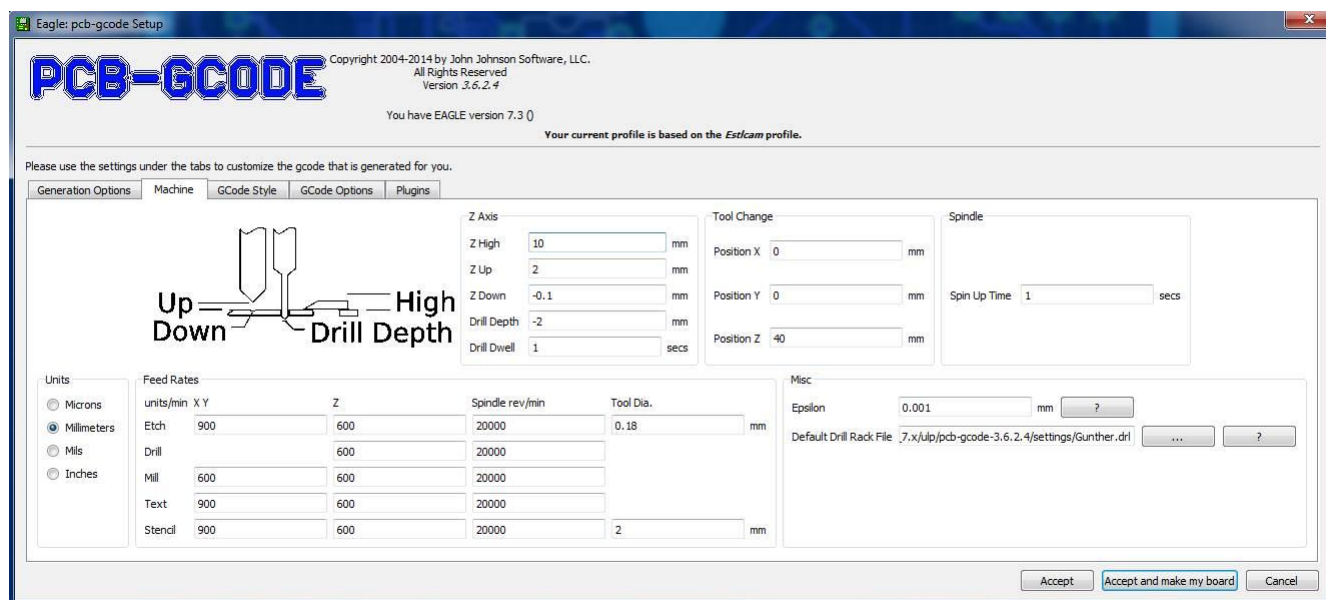 Eagle: pcb-gcode Setup
X
PCB-GCODE
Copyright 2004-2014 by John Johnson Software, LLC.
All Rights Reserved
Version 3.6.2.4
You have EAGLE version 7.3 ()
Your current profile is based on the Estlcam profile.
Please use the settings under the tabs to customize the gcode that is generated for you.
Generation Options Machine GCode Style GCode Options Plugins
Up
Down
High
Drill Depth
Z Axis
Z High 10 mm
Z Up 2 mm
Z Down -0.1 mm
Drill Depth -2 mm
Drill Dwell 1 secs
Tool Change
Position X 0 mm
Position Y 0 mm
Position Z 40 mm
Spindle
Spin Up Time 1 secs
Units
Microns
Millimeters
Mils
Inches
Feed Rates
units/min X Y Z Spindle rev/min Tool Dia.
Etch 900 600 20000 0.18 mm
Drill 600 20000
Mill 600 600 20000
Text 900 600 20000
Stencil 900 600 20000 2 mm
Misc
Epsilon 0.001 mm ?
Default Drill Rack File 7.x/ulp/pcb-gcode-3.6.2.4/settings/Gunther.drl ... ?
Accept Accept and make my board Cancel